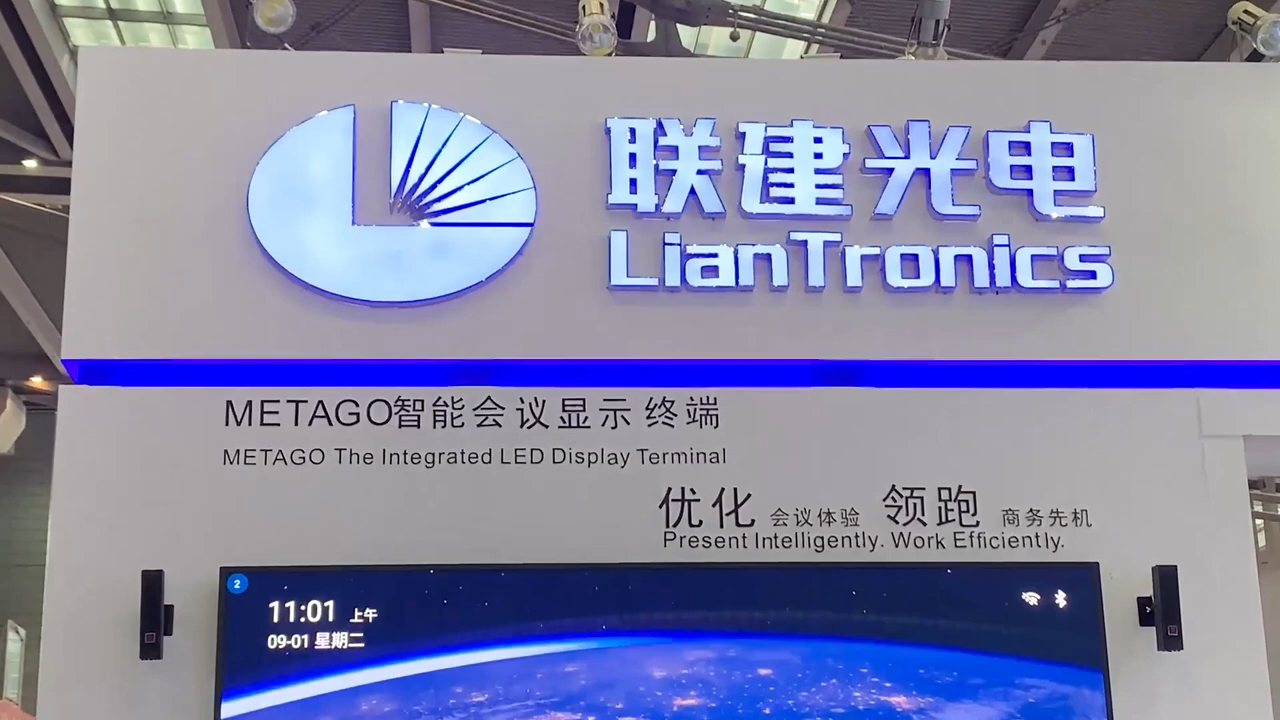 联建光电
LianTronics
METAGO智能会议显示终端
METAGO The Integrated LED Display Terminal
优化 会议体验 领跑 商务先机
Present Intelligently. Work Efficiently.
2
11:01 上午
09-01 星期二